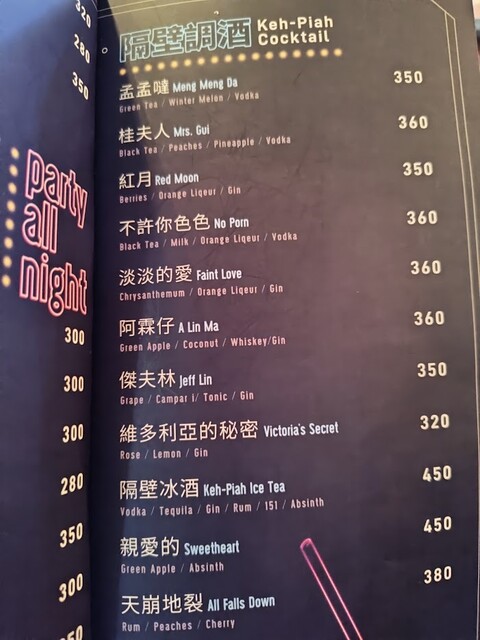 320
280
350
party
all
night
300
300
300
280
350
300
隔壁調酒 Keh-Piah
Cocktail
孟孟噠 Meng Meng Da 350
Green Tea / Winter Melon / Vodka
桂夫人 Mrs. Gui 360
Black Tea / Peaches / Pineapple / Vodka
紅月 Red Moon 350
Berries / Orange Liqeur / Gin
不許你色色 No Porn 360
Black Tea / Milk / Orange Liqeur / Vodka
淡淡的愛 Faint Love 360
Chrysanthemum / Orange Liqeur / Gin
阿霖仔 A Lin Ma 360
Green Apple / Coconut / Whiskey/Gin
傑夫林 Jeff Lin 350
Grape / Campar i/ Tonic / Gin
維多利亞的秘密 Victoria's Secret 320
Rose / Lemon / Gin
隔壁冰酒 Keh-Piah Ice Tea 450
Vodka / Tequila / Gin / Rum / 151 / Absinth
親愛的 Sweetheart 450
Green Apple / Absinth
天崩地裂 All Falls Down 380
Rum / Peaches / Cherry